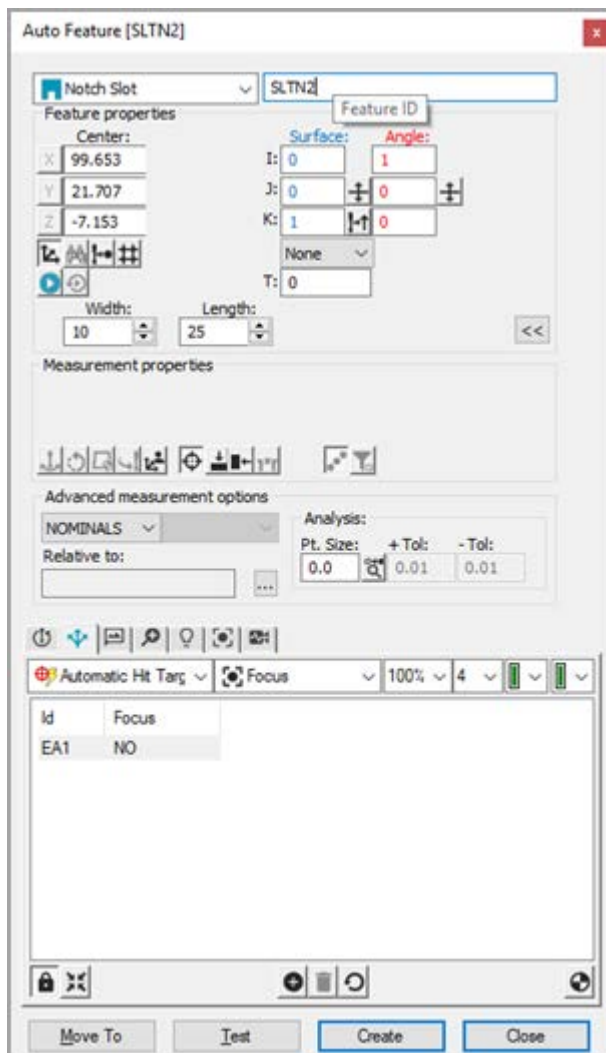 Auto Feature [SLTN2]
x
Notch Slot SLTN2
Feature ID
Feature properties
Center: Surface: Angle:
X 99.653 I: 0 1
Y 21.707 J: 0 0
Z -7.153 K: 1 0
None
T: 0
Width: Length:
10 25 <<
Measurement properties
Advanced measurement options
NOMINALS Analysis:
Pt. Size: + Tol: - Tol:
Relative to: 0.0 0.01 0.01
...
Automatic Hit Targ Focus 100% 4
Id Focus
EA1 NO
Move To Test Create Close